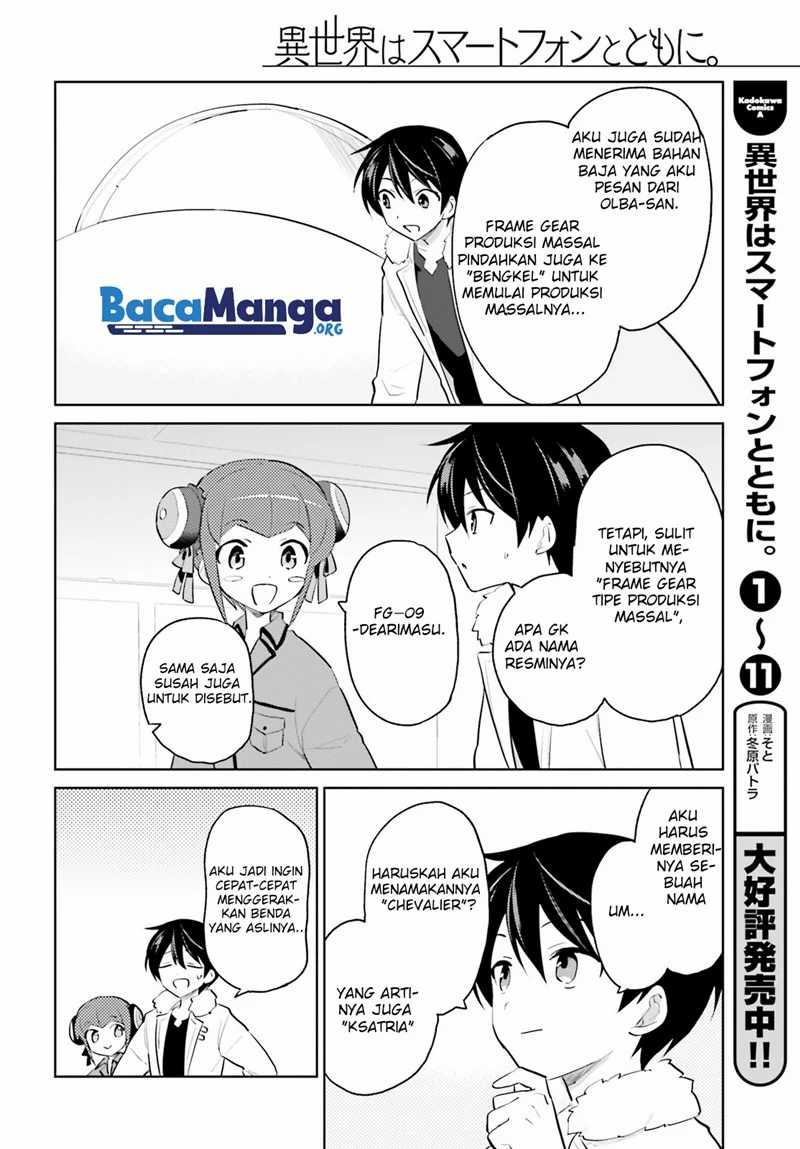 異世界はスマートフォンとともに。
AKU JUGA SUDAH
MENERIMA BAHAN
BAJA YANG AKU
PESAN DARI
OLBA-SAN.
FRAME GEAR
PRODUKSI MASSAL
PINDAHKAN JUGA KE
"BENGKEL" UNTUK
MEMULAI PRODUKSI
MASSALNYA...
BacaManga
.ORG
TETAPI, SULIT
UNTUK ME-
NYEBUTNYA
"FRAME GEAR
TIPE PRODUKSI
MASSAL",
APA GK
ADA NAMA
RESMINYA?
FG-09
-DEARIMASU.
SAMA SAJA
SUSAH JUGA
UNTUK DISEBUT.
AKU
HARUS
MEMBERI-
NYA SE-
BUAH
NAMA
UM...
HARUSKAH AKU
MENAMAKANNYA
"CHEVALIER"?
YANG ARTI-
NYA JUGA
"KSATRIA"
AKU JADI INGIN
CEPAT-CEPAT
MENGGERAK-
KAN BENDA
YANG ASLINYA...
Kadokawa
Comics
A
異世界はスマートフォンとともに。
1～11
漫画：そと
原作：冬原パトラ
大好評発売中!!